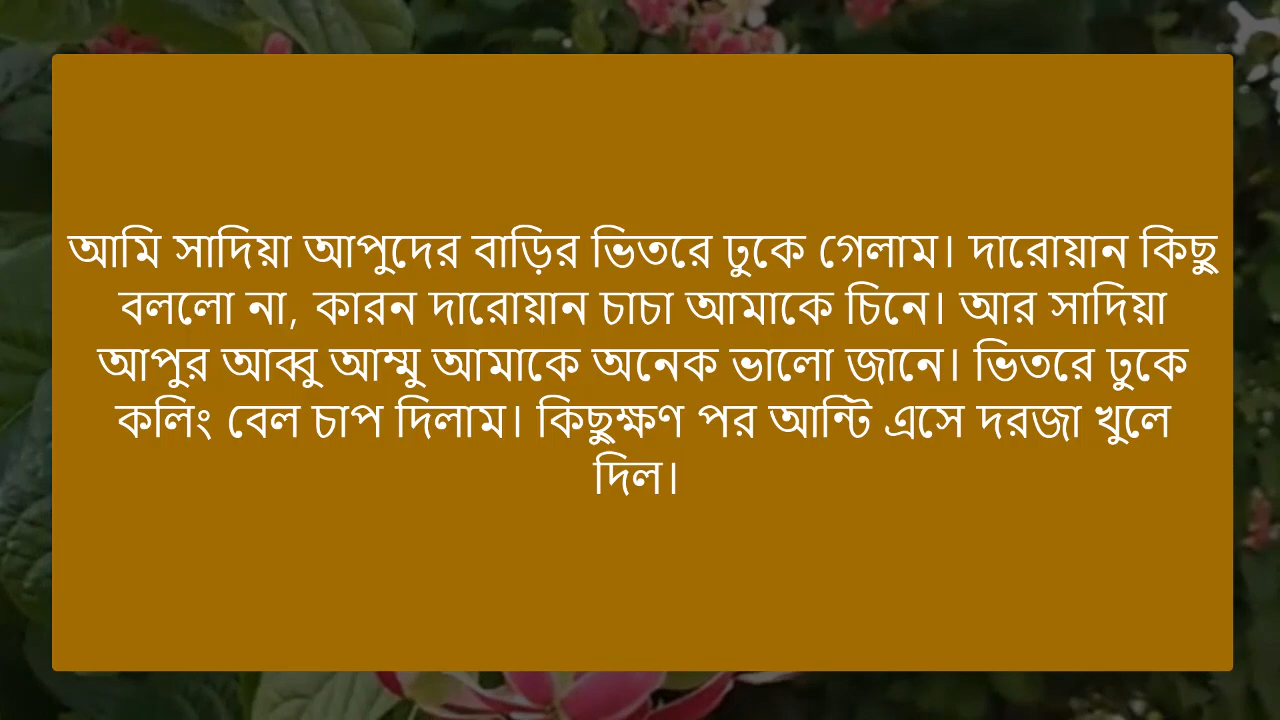 আমি সাদিয়া আপুদের বাড়ির ভিতরে ঢুকে গেলাম। দারোয়ান কিছু
বললো না, কারন দারোয়ান চাচা আমাকে চিনে। আর সাদিয়া
আপুর আব্বু আম্মু আমাকে অনেক ভালো জানে। ভিতরে ঢুকে
কলিং বেল চাপ দিলাম। কিছুক্ষণ পর আন্টি এসে দরজা খুলে
দিল।